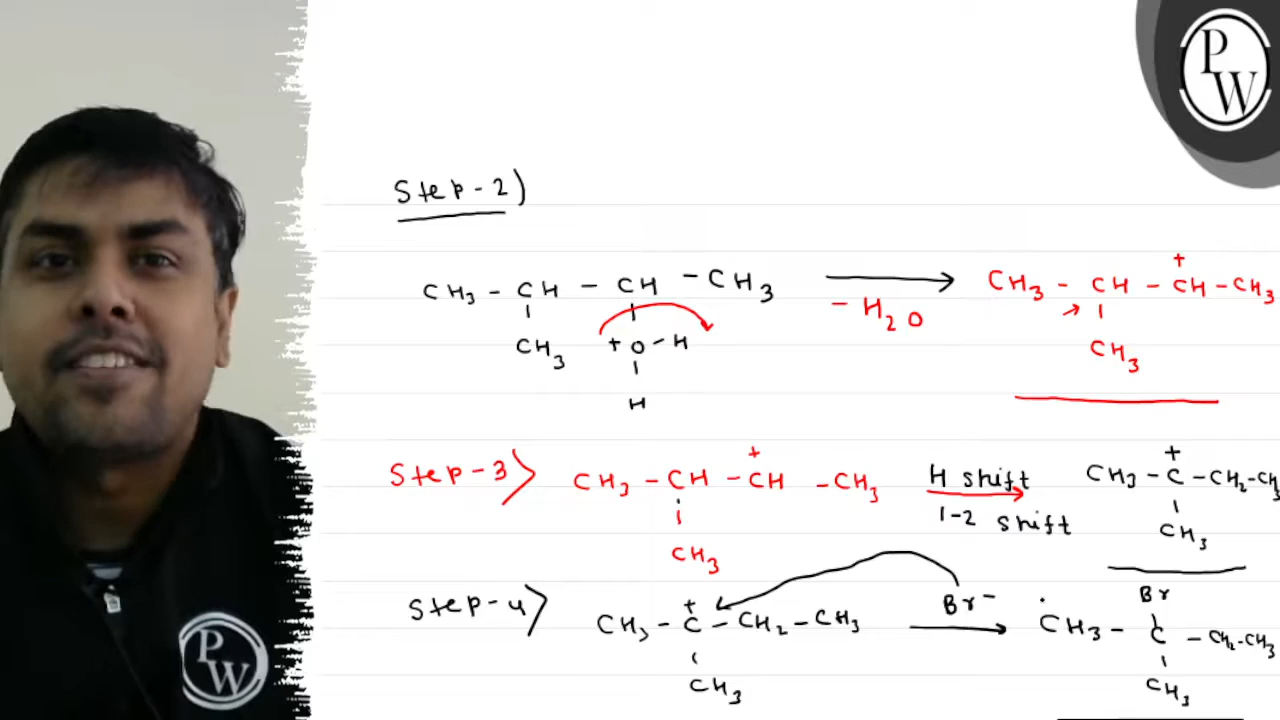 PW
Step-2)
CH3 - CH - CH - CH3
- H2O
CH3 - CH - CH - CH3
+
CH3
+ O - H
H
CH3
Step-3> CH3 - CH - CH - CH3
+
CH3
H shift
1-2 shift
CH3 - C - CH2 - CH3
+
CH3
Step-4> CH3 - C - CH2 - CH3
+
CH3
Br-
CH3 - C - CH2 - CH3
Br
CH3
PW